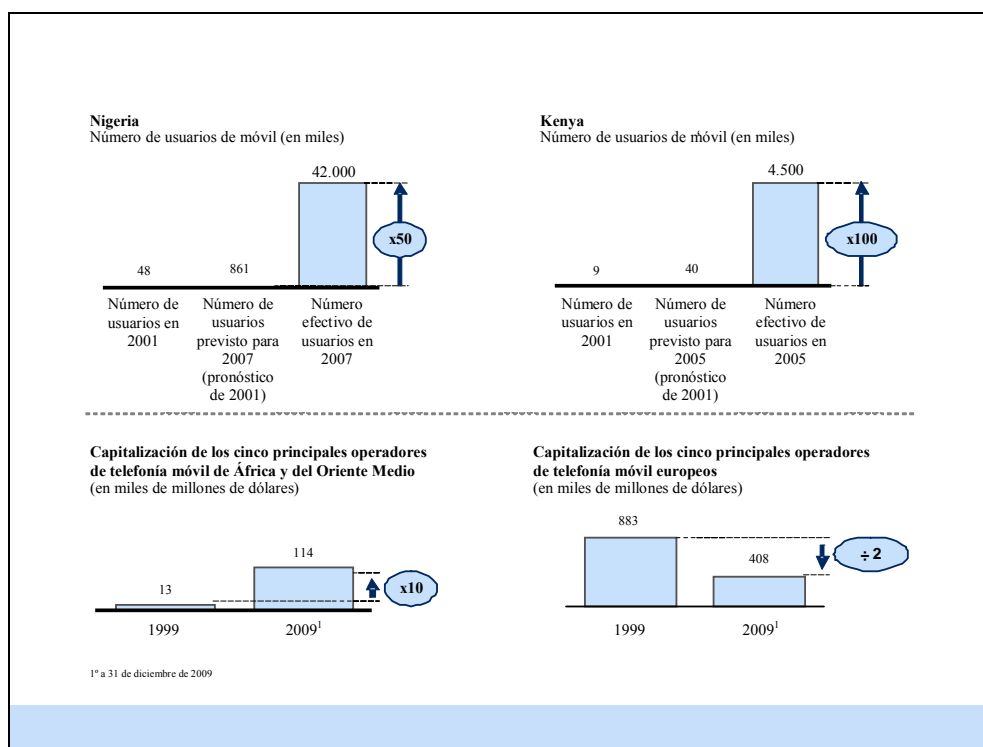 Nigeria
Número de usuarios de móvil (en miles)
42.000
x50
48
861
Número de
usuarios en
2001
Número de
usuarios
previsto para
2007
(pronóstico
de 2001)
Número
efectivo de
usuarios en
2007
Kenya
Número de usuarios de móvil (en miles)
4.500
x100
9
40
Número de
usuarios en
2001
Número de
usuarios
previsto para
2005
(pronóstico
de 2001)
Número
efectivo de
usuarios en
2005
Capitalización de los cinco principales operadores
de telefonía móvil de África y del Oriente Medio
(en miles de millones de dólares)
114
13
x10
1999
2009¹
Capitalización de los cinco principales operadores
de telefonía móvil europeos
(en miles de millones de dólares)
883
408
÷2
1999
2009¹
1º a 31 de diciembre de 2009